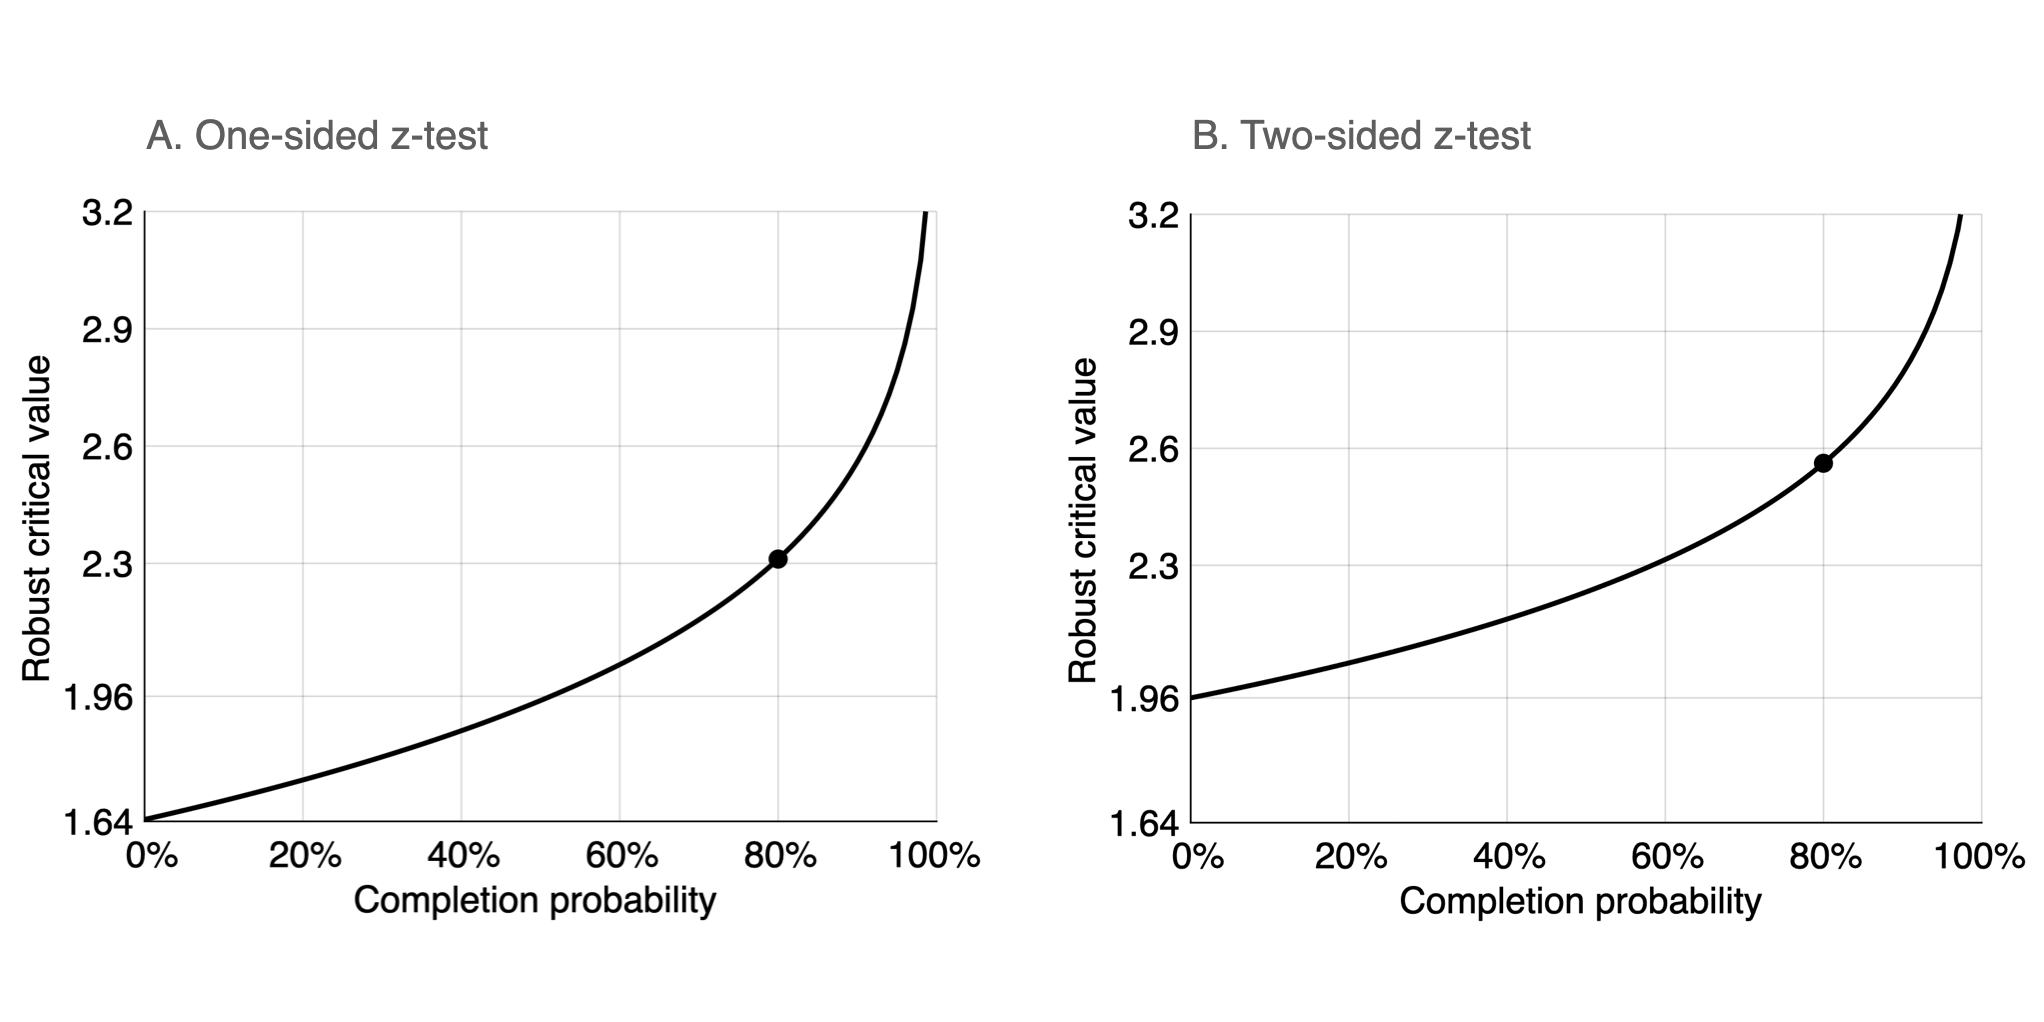 A. One-sided z-test
Robust critical value
3.2
2.9
2.6
2.3
1.96
1.64
0% 20% 40% 60% 80% 100%
Completion probability
B. Two-sided z-test
Robust critical value
3.2
2.9
2.6
2.3
1.96
1.64
0% 20% 40% 60% 80% 100%
Completion probability